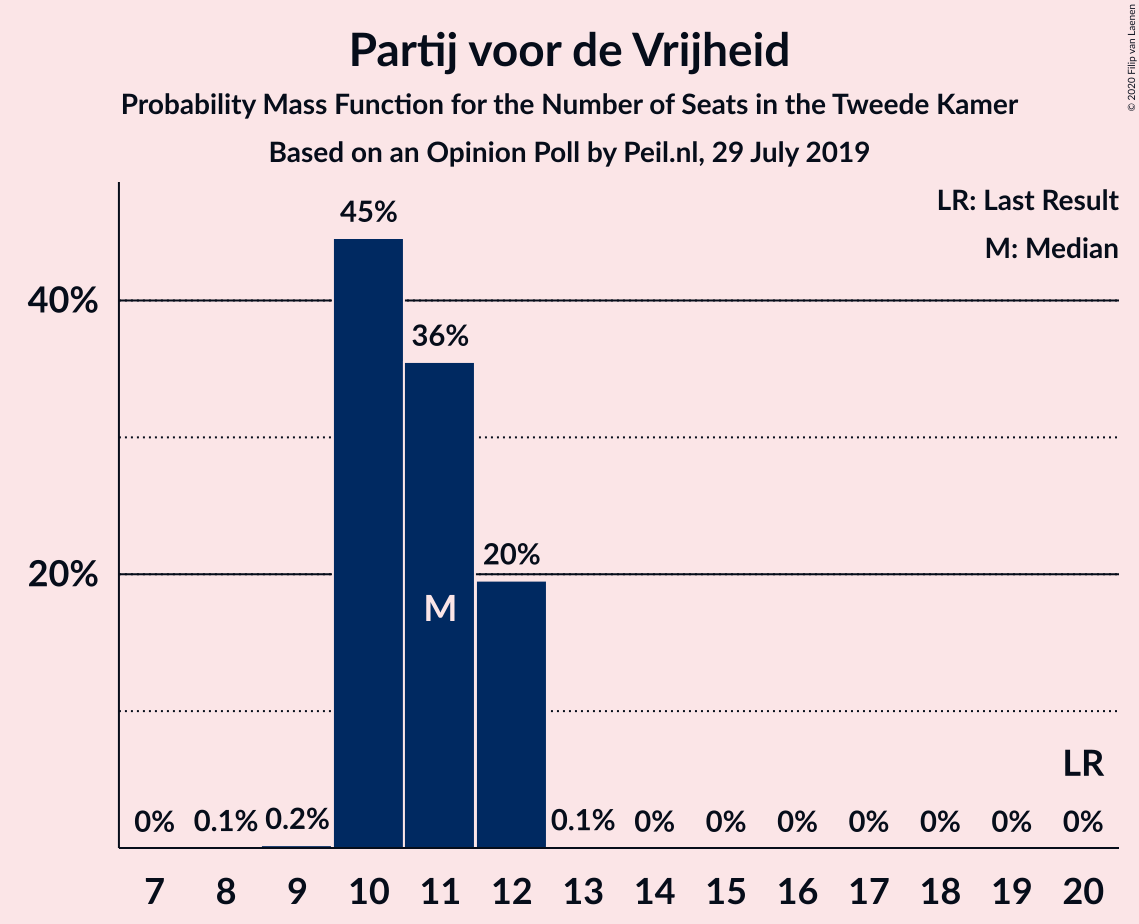 Partij voor de Vrijheid
Probability Mass Function for the Number of Seats in the Tweede Kamer
Based on an Opinion Poll by Peil.nl, 29 July 2019
© 2020 Filip van Laenen
LR: Last Result
M: Median
45%
40%
36%
20%
20%
M
LR
0% 0.1% 0.2% 0.1% 0% 0% 0% 0% 0% 0% 0%
7 8 9 10 11 12 13 14 15 16 17 18 19 20